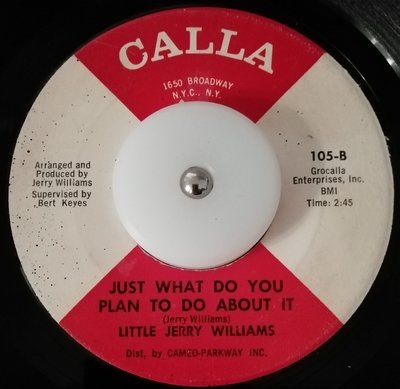 CALLA
1650 BROADWAY
N.Y.C., N.Y.
Arranged and
Produced by
Jerry Williams
Supervised by
Bert Keyes
105-B
Grocalla
Enterprises, Inc.
BMI
Time: 2:45
JUST WHAT DO YOU
PLAN TO DO ABOUT IT
(Jerry Williams)
LITTLE JERRY WILLIAMS
Dist, by CAMEO-PARKWAY INC.